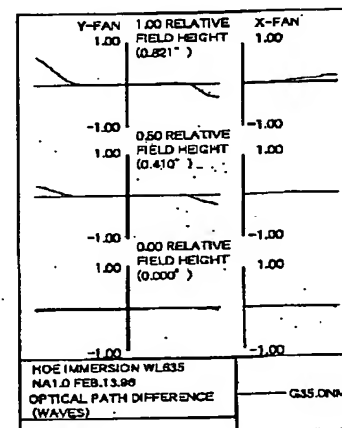 Y-FAN 1.00 RELATIVE FIELD HEIGHT (0.821°) X-FAN
1.00 1.00
-1.00 -1.00
0.50 RELATIVE FIELD HEIGHT (0.410°)
1.00 1.00
-1.00 -1.00
0.00 RELATIVE FIELD HEIGHT (0.000°)
1.00 1.00
-1.00 -1.00
HOE IMMERSION WL635
NA1.0 FEB.13.96
OPTICAL PATH DIFFERENCE
(WAVES)
G35.DNM